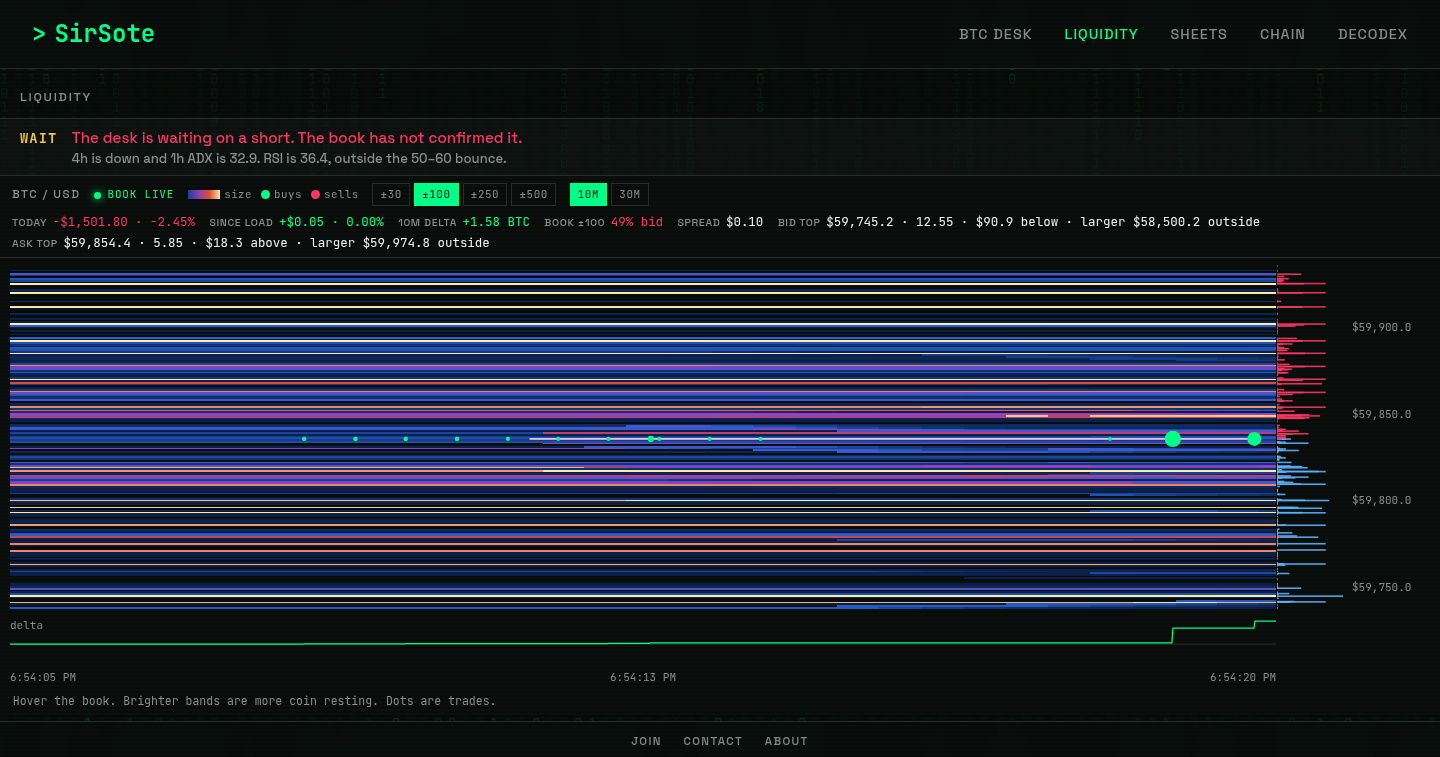 > SirSote
BTC DESK LIQUIDITY SHEETS CHAIN DECODEX
LIQUIDITY
WAIT The desk is waiting on a short. The book has not confirmed it.
4h is down and 1h ADX is 32.9. RSI is 36.4, outside the 50–60 bounce.
BTC / USD BOOK LIVE size buys sells ±30 ±100 ±250 ±500 10M 30M
TODAY -$1,501.80 · -2.45% SINCE LOAD +$0.05 · 0.00% 10M DELTA +1.58 BTC BOOK ±100 49% bid SPREAD $0.10 BID TOP $59,745.2 · 12.55 · $90.9 below · larger $58,500.2 outside
ASK TOP $59,854.4 · 5.85 · $18.3 above · larger $59,974.8 outside
$59,900.0
$59,850.0
$59,800.0
$59,750.0
delta
6:54:05 PM 6:54:13 PM 6:54:20 PM
Hover the book. Brighter bands are more coin resting. Dots are trades.
JOIN CONTACT ABOUT